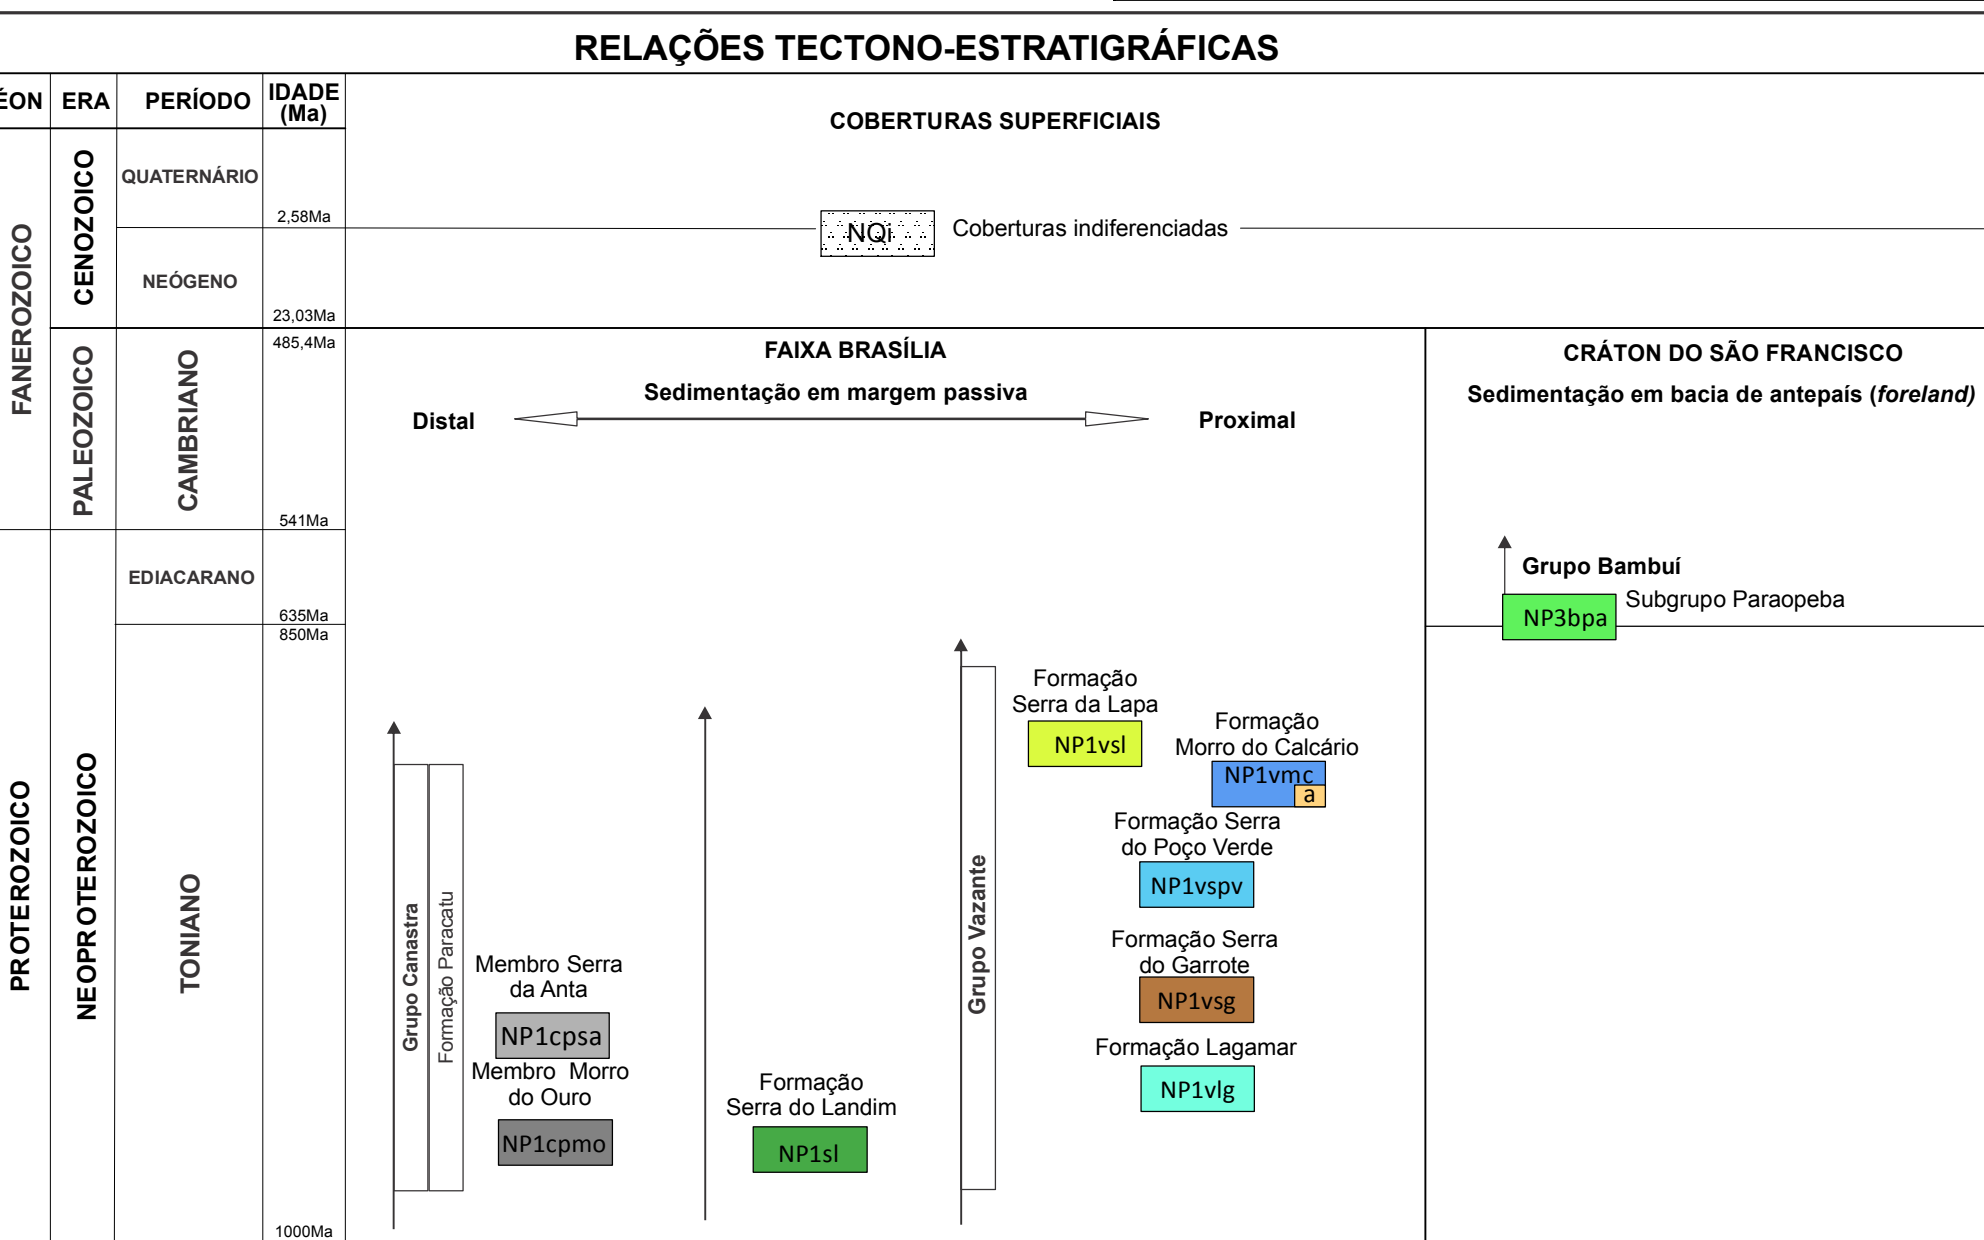 RELAÇÕES TECTONO-ESTRATIGRÁFICAS
ÉON
ERA
PERÍODO
IDADE
(Ma)
COBERTURAS SUPERFICIAIS
FANEROZOICO
CENOZOICO
QUATERNÁRIO
2,58Ma
NQi
Coberturas indiferenciadas
NEÓGENO
23,03Ma
PALEOZOICO
CAMBRIANO
485,4Ma
541Ma
FAIXA BRASÍLIA
Sedimentação em margem passiva
Distal
Proximal
CRÁTON DO SÃO FRANCISCO
Sedimentação em bacia de antepaís (foreland)
PROTEROZOICO
NEOPROTEROZOICO
EDIACARANO
635Ma
Grupo Bambuí
Subgrupo Paraopeba
NP3bpa
TONIANO
850Ma
1000Ma
Grupo Canastra
Formação Paracatu
Membro Serra
da Anta
NP1cpsa
Membro Morro
do Ouro
NP1cpmo
Formação
Serra do Landim
NP1sl
Grupo Vazante
Formação
Serra da Lapa
NP1vsl
Formação
Morro do Calcário
NP1vmc
a
Formação Serra
do Poço Verde
NP1vspv
Formação Serra
do Garrote
NP1vsg
Formação Lagamar
NP1vlg